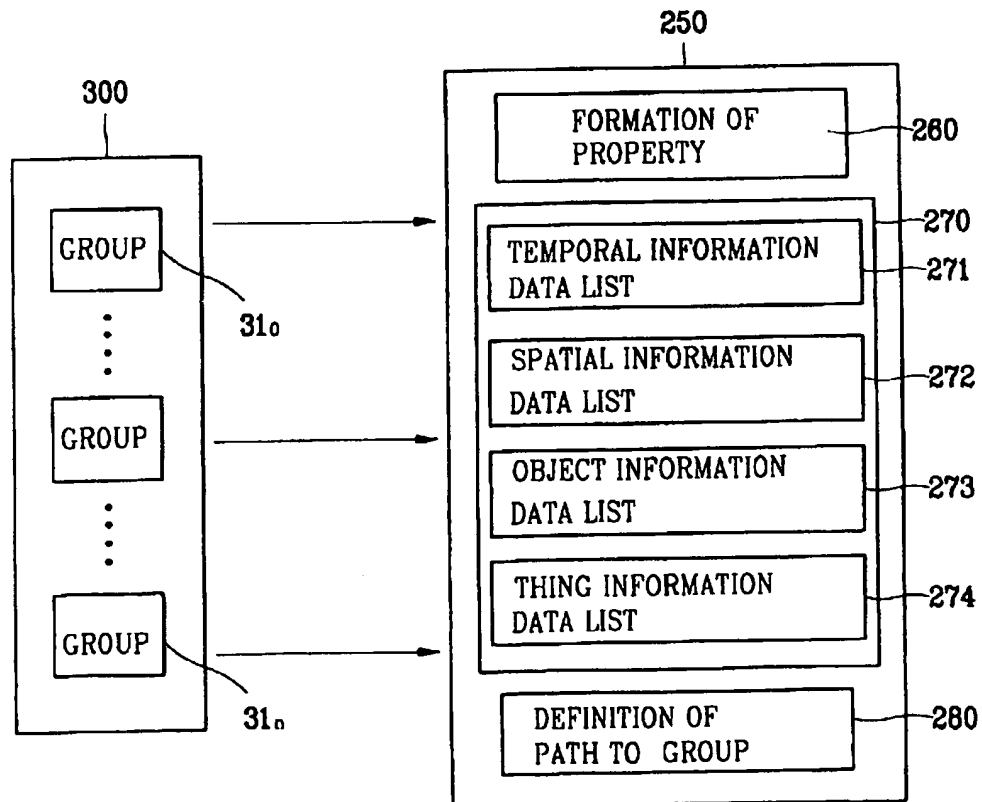 300
GROUP
31₀
GROUP
GROUP
31ₙ
250
FORMATION OF
PROPERTY
260
270
TEMPORAL INFORMATION
DATA LIST
271
SPATIAL INFORMATION
DATA LIST
272
OBJECT INFORMATION
DATA LIST
273
THING INFORMATION
DATA LIST
274
DEFINITION OF
PATH TO GROUP
280